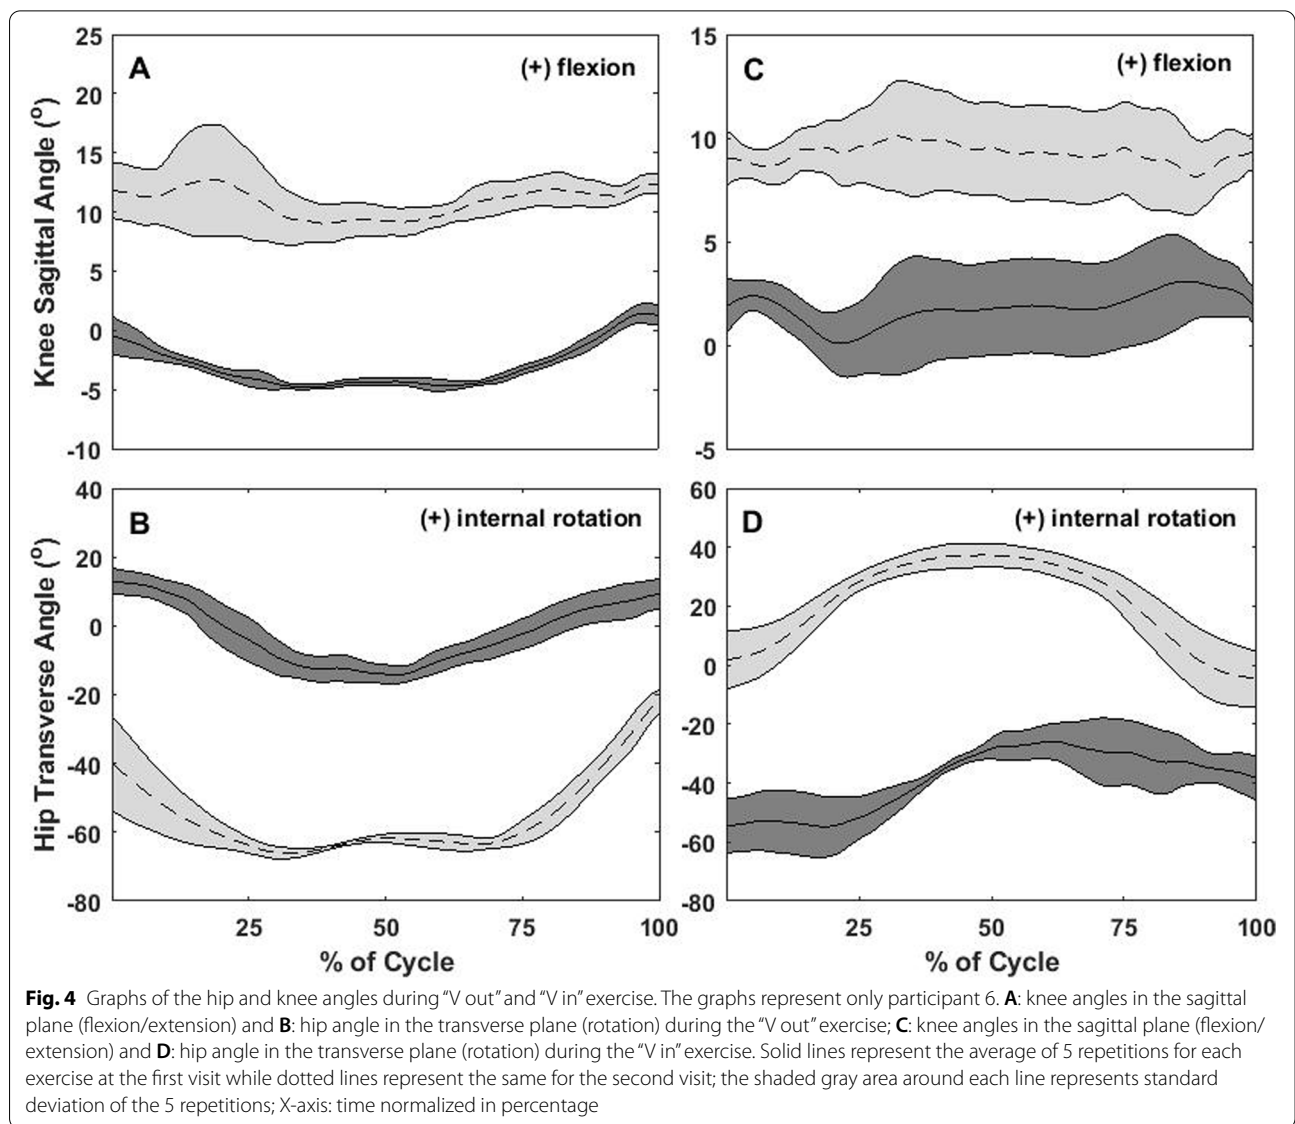 A
(+) flexion
Knee Sagittal Angle (o)
25
20
15
10
5
0
-5
-10
C
(+) flexion
15
10
5
0
-5
B
(+) internal rotation
Hip Transverse Angle (o)
40
20
0
-20
-40
-60
-80
25
50
75
100
% of Cycle
D
(+) internal rotation
60
40
20
0
-20
-40
-60
-80
25
50
75
100
% of Cycle
Fig. 4 Graphs of the hip and knee angles during “V out” and “V in” exercise. The graphs represent only participant 6. A: knee angles in the sagittal
plane (flexion/extension) and B: hip angle in the transverse plane (rotation) during the “V out” exercise; C: knee angles in the sagittal plane (flexion/
extension) and D: hip angle in the transverse plane (rotation) during the “V in” exercise. Solid lines represent the average of 5 repetitions for each
exercise at the first visit while dotted lines represent the same for the second visit; the shaded gray area around each line represents standard
deviation of the 5 repetitions; X-axis: time normalized in percentage